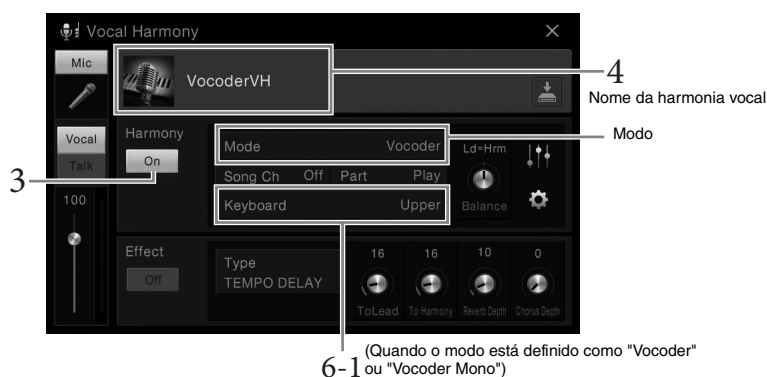 Vocal Harmony
Mic
VocoderVH
4
Nome da harmonia vocal
Vocal
Talk
Harmony
On
Mode Vocoder
Modo
Ld=Hrm
Song Ch Off Part Play
3
Keyboard Upper
Balance
100
Effect
Off
Type
TEMPO DELAY
16 16 10 0
ToLead To Harmony Reverb Depth Chorus Depth
6-1 (Quando o modo está definido como "Vocoder"
ou "Vocoder Mono")